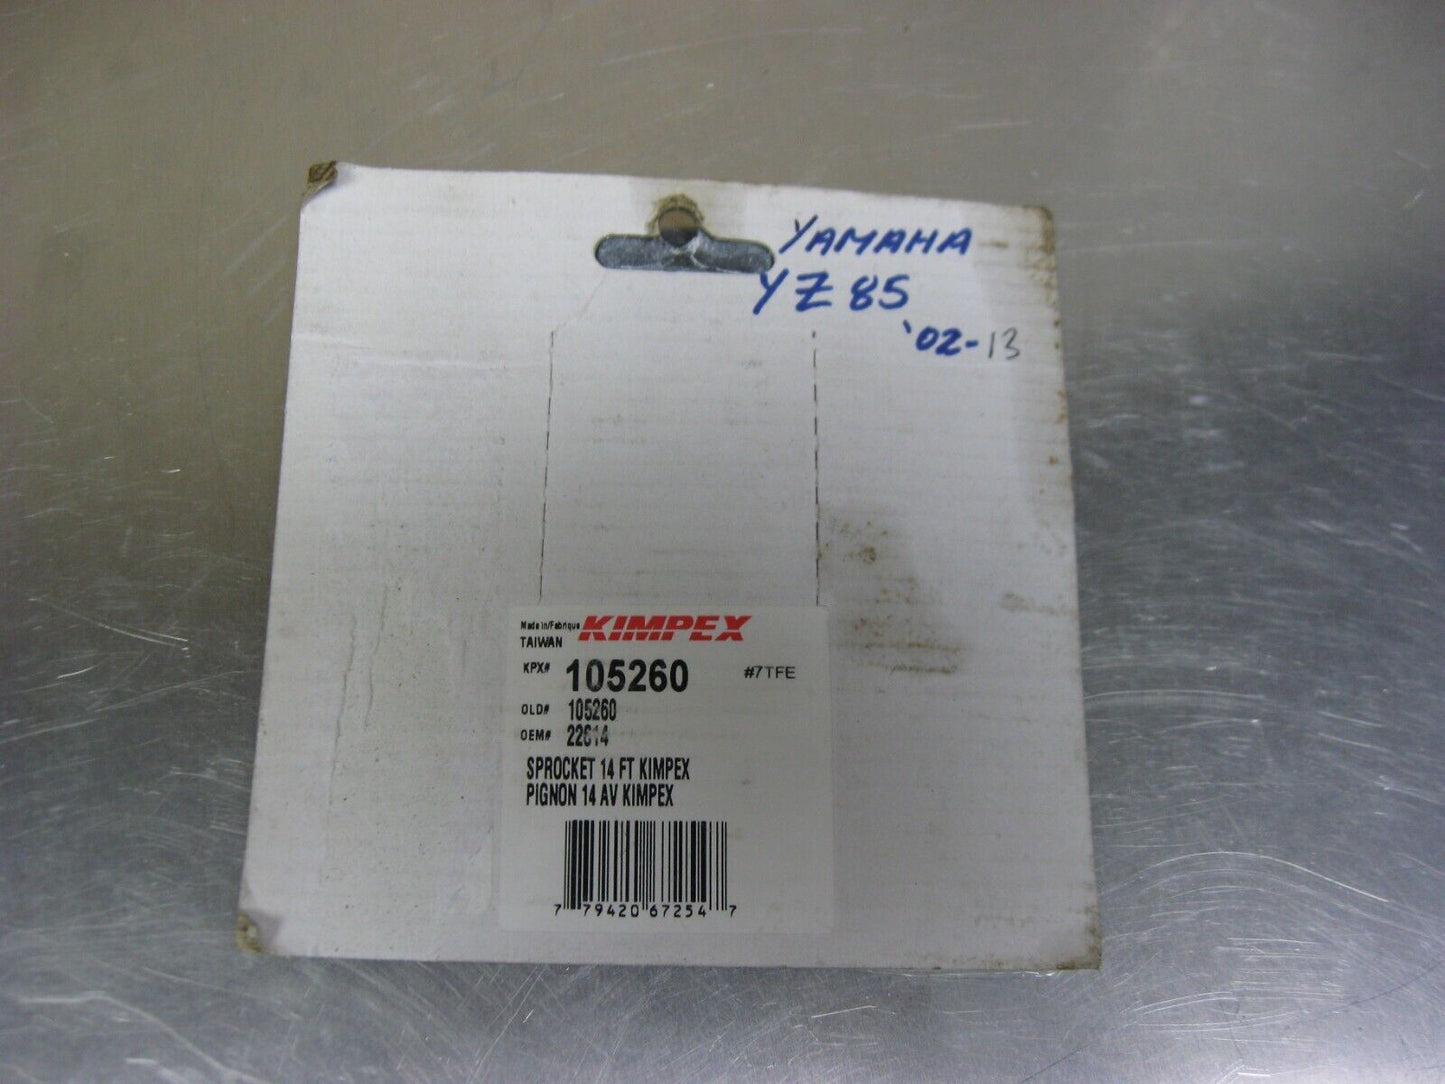 YAMAHA
YZ85
'02-13
Made in/Fabrique KIMPEX
TAIWAN
KPX# 105260 #7TFE
OLD# 105260
OEM# 22614
SPROCKET 14 FT KIMPEX
PIGNON 14 AV KIMPEX
7 79420 67254 7